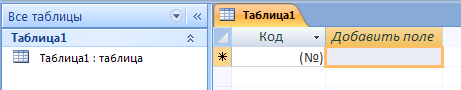 Все таблицы
Таблица1
Таблица1 : таблица
Таблица1
Код Добавить поле
(№)